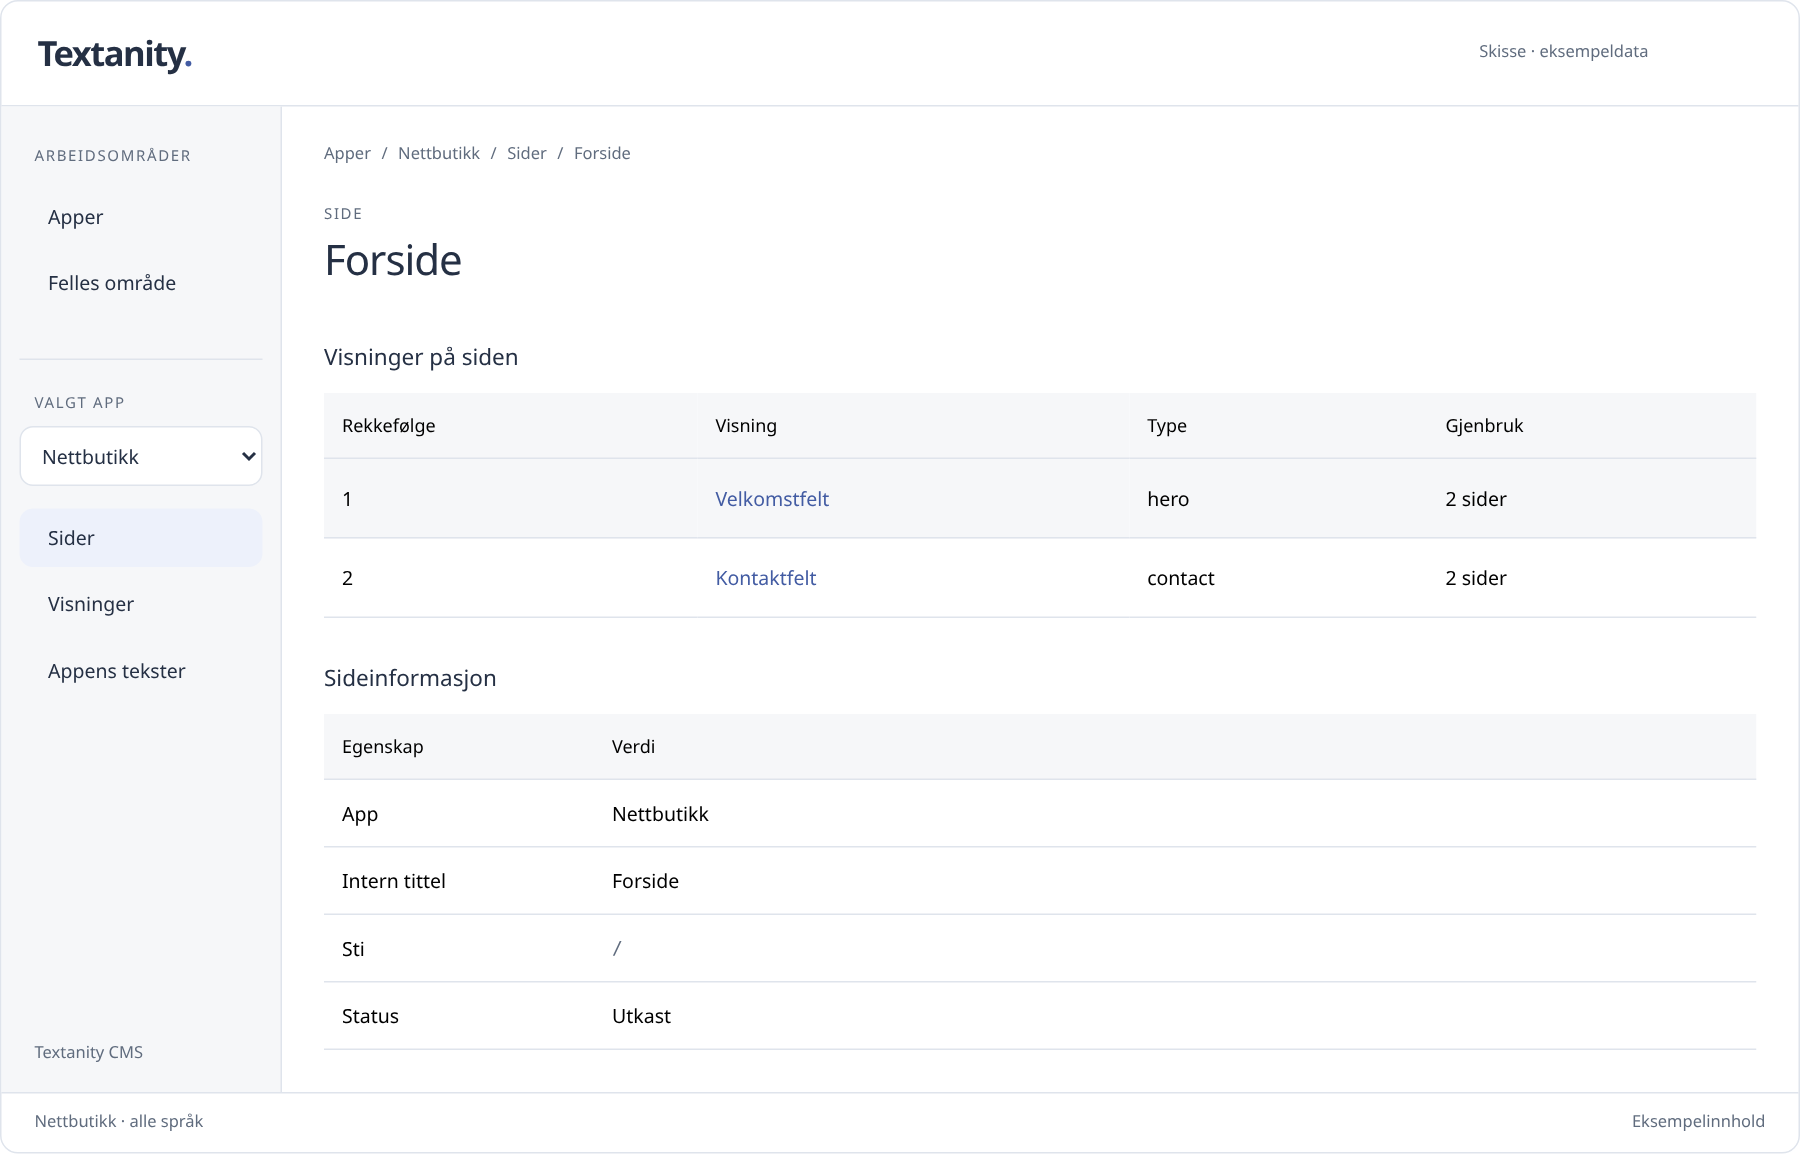 Textanity.
Skisse · eksempeldata
ARBEIDSOMRÅDER
Apper
Felles område
VALGT APP
Nettbutikk
Sider
Visninger
Appens tekster
Textanity CMS
Apper / Nettbutikk / Sider / Forside
SIDE
Forside
Visninger på siden
Rekkefølge Visning Type Gjenbruk
1 Velkomstfelt hero 2 sider
2 Kontaktfelt contact 2 sider
Sideinformasjon
Egenskap Verdi
App Nettbutikk
Intern tittel Forside
Sti /
Status Utkast
Nettbutikk · alle språk
Eksempelinnhold